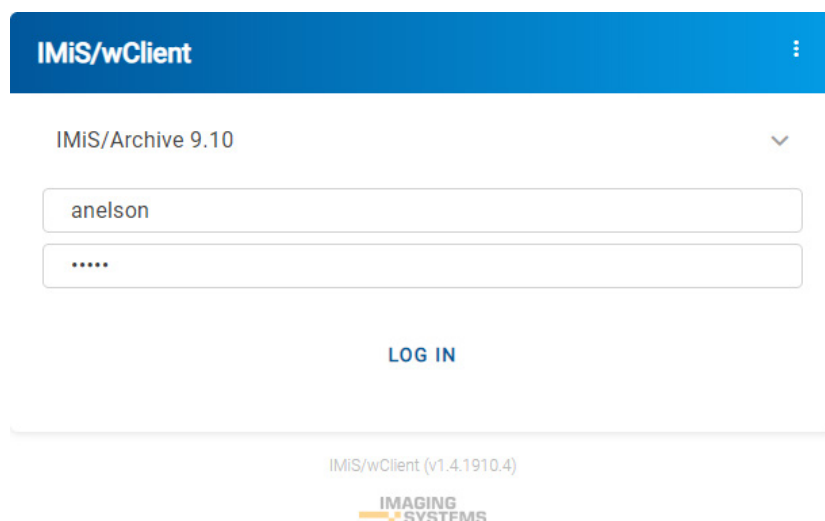 IMiS/wClient
IMiS/Archive 9.10
anelson
•••••
LOG IN
IMiS/wClient (v1.4.1910.4)
IMAGING
SYSTEMS